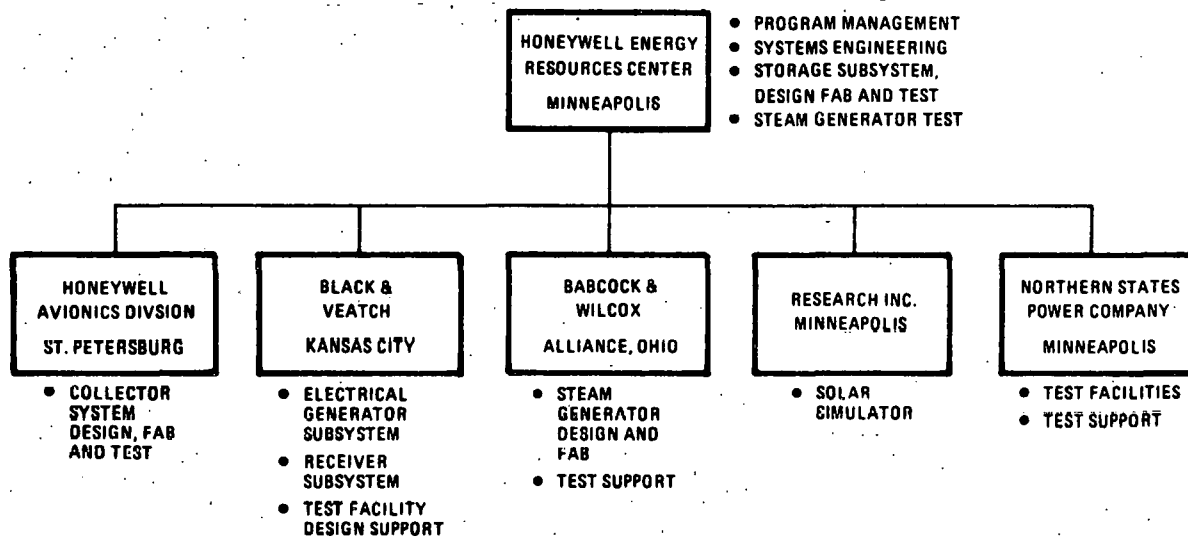 HONEYWELL ENERGY
RESOURCES CENTER
MINNEAPOLIS
● PROGRAM MANAGEMENT
● SYSTEMS ENGINEERING
● STORAGE SUBSYSTEM,
DESIGN FAB AND TEST
● STEAM GENERATOR TEST
HONEYWELL
AVIONICS DIVSION
ST. PETERSBURG
● COLLECTOR
SYSTEM
DESIGN, FAB
AND TEST
BLACK &
VEATCH
KANSAS CITY
● ELECTRICAL
GENERATOR
SUBSYSTEM
● RECEIVER
SUBSYSTEM
● TEST FACILITY
DESIGN SUPPORT
BABCOCK &
WILCOX
ALLIANCE, OHIO
● STEAM
GENERATOR
DESIGN AND
FAB
● TEST SUPPORT
RESEARCH INC.
MINNEAPOLIS
● SOLAR
SIMULATOR
NORTHERN STATES
POWER COMPANY
MINNEAPOLIS
● TEST FACILITIES
● TEST SUPPORT